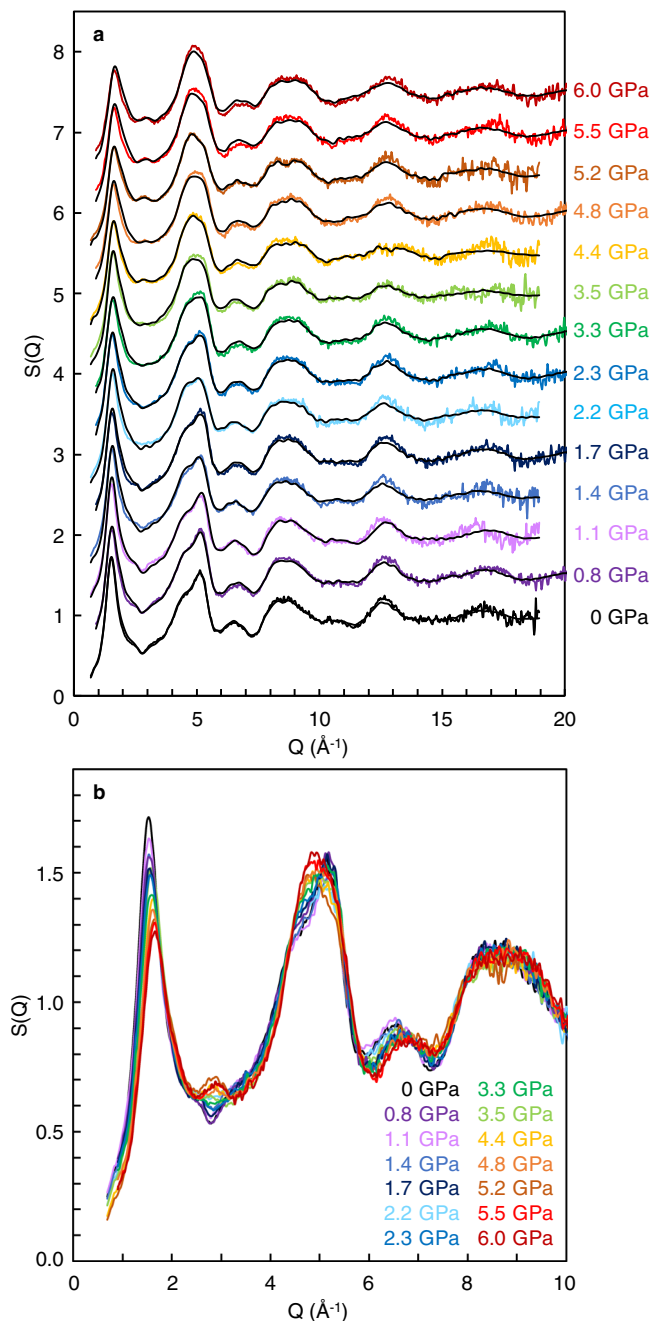 a
8
7
6
5
4
3
2
1
0
S(Q)
6.0 GPa
5.5 GPa
5.2 GPa
4.8 GPa
4.4 GPa
3.5 GPa
3.3 GPa
2.3 GPa
2.2 GPa
1.7 GPa
1.4 GPa
1.1 GPa
0.8 GPa
0 GPa
0 5 10 15 20
Q (Å⁻¹)
b
1.5
1.0
0.5
0.0
S(Q)
0 GPa 3.3 GPa
0.8 GPa 3.5 GPa
1.1 GPa 4.4 GPa
1.4 GPa 4.8 GPa
1.7 GPa 5.2 GPa
2.2 GPa 5.5 GPa
2.3 GPa 6.0 GPa
0 2 4 6 8 10
Q (Å⁻¹)